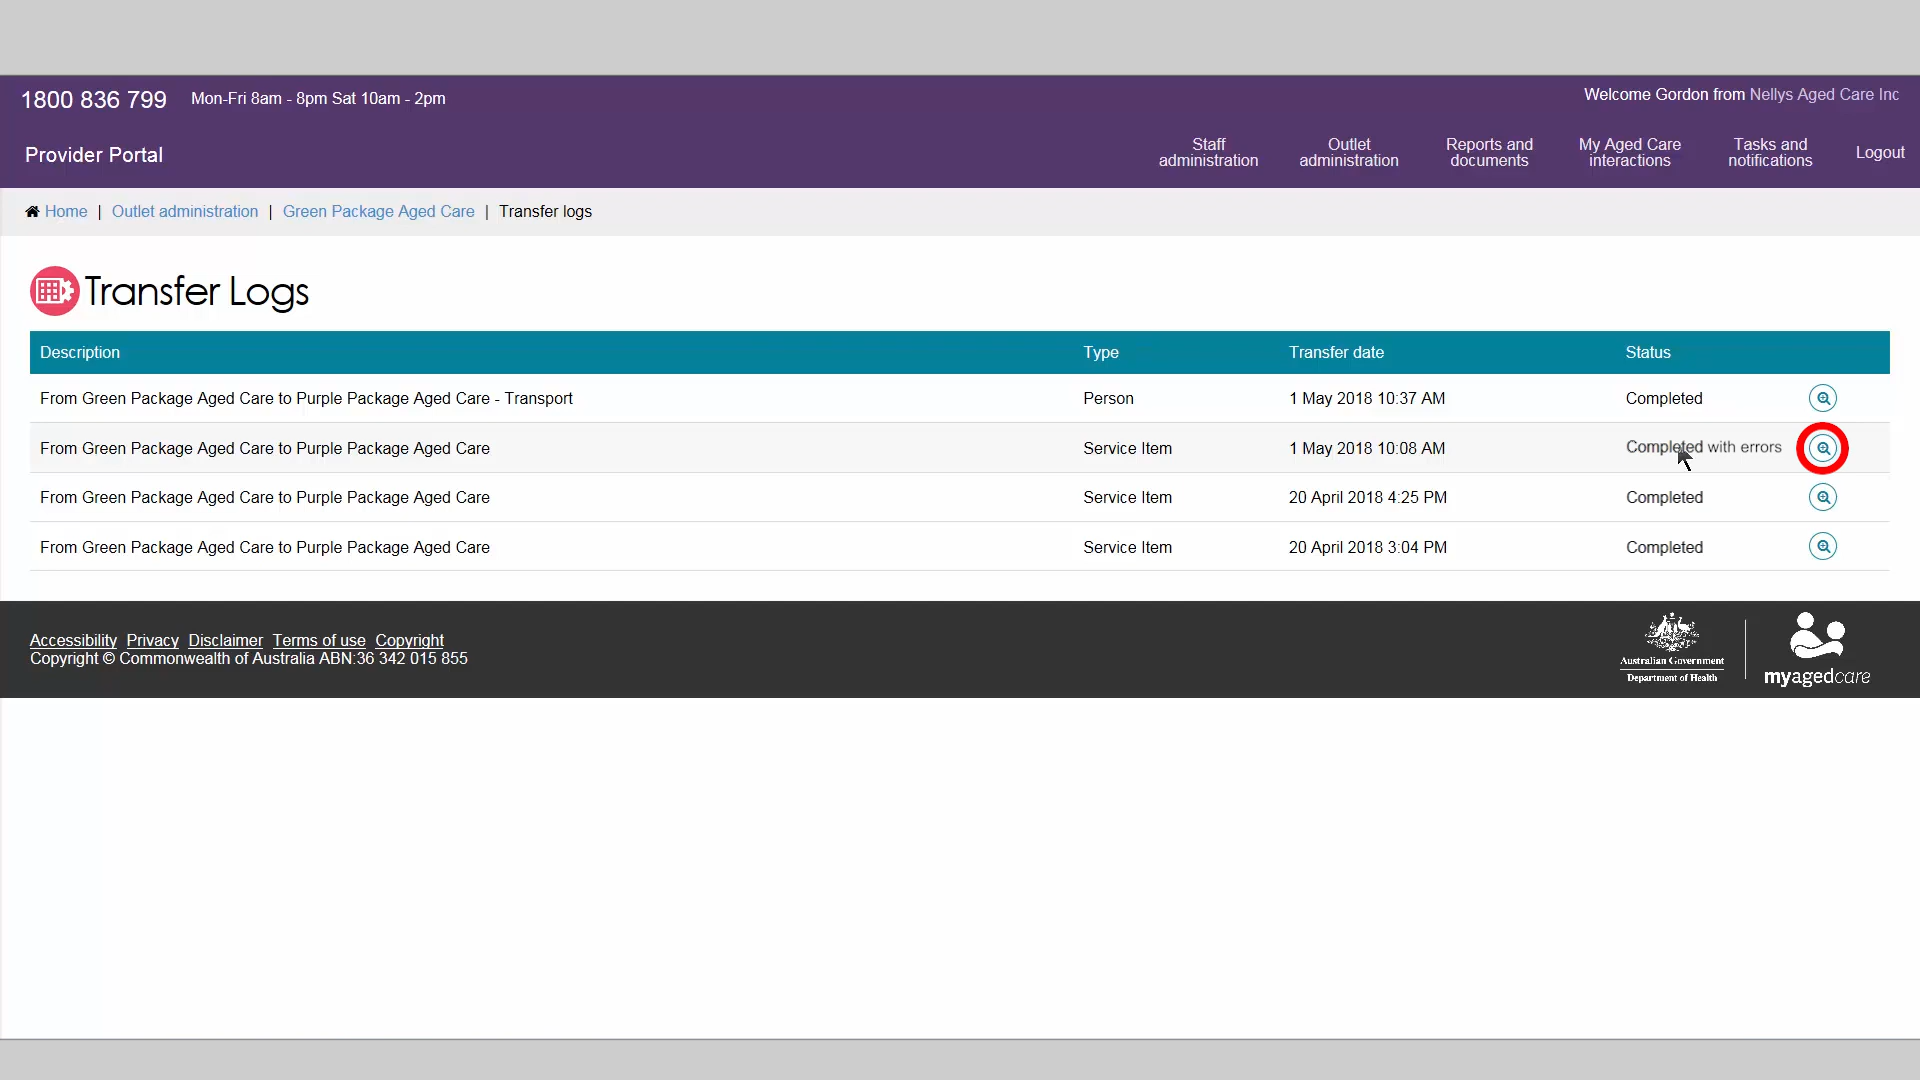 1800 836 799 Mon-Fri 8am - 8pm Sat 10am - 2pm Welcome Gordon from Nellys Aged Care Inc
Provider Portal
Staff administration
Outlet administration
Reports and documents
My Aged Care interactions
Tasks and notifications
Logout
Home | Outlet administration | Green Package Aged Care | Transfer logs
Transfer Logs
Description Type Transfer date Status
From Green Package Aged Care to Purple Package Aged Care - Transport Person 1 May 2018 10:37 AM Completed
From Green Package Aged Care to Purple Package Aged Care Service Item 1 May 2018 10:08 AM Completed with errors
From Green Package Aged Care to Purple Package Aged Care Service Item 20 April 2018 4:25 PM Completed
From Green Package Aged Care to Purple Package Aged Care Service Item 20 April 2018 3:04 PM Completed
Accessibility Privacy Disclaimer Terms of use Copyright
Copyright © Commonwealth of Australia ABN:36 342 015 855
Australian Government
Department of Health
myagedcare